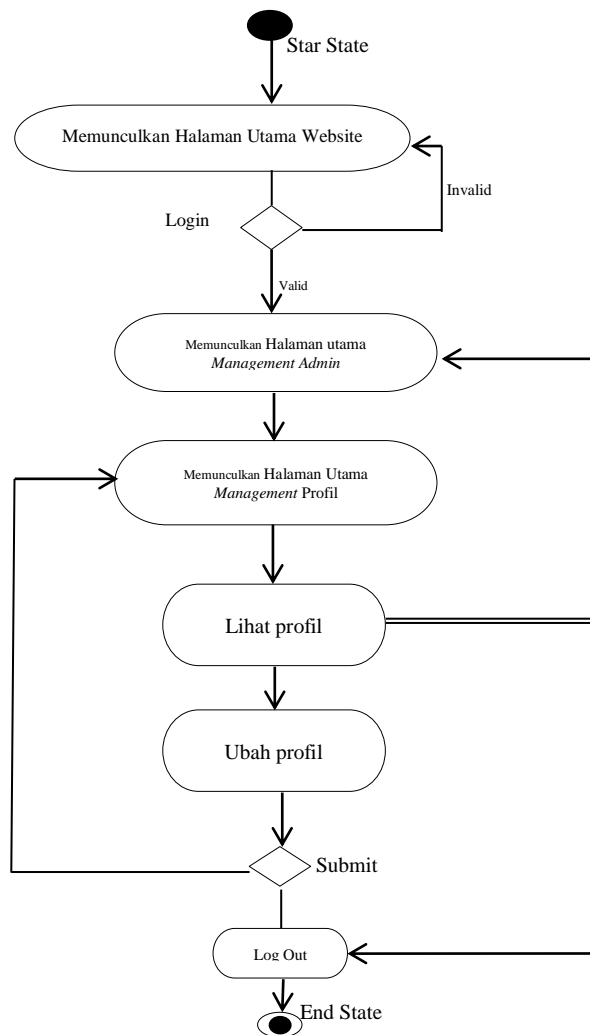 Star State
Memunculkan Halaman Utama Website
Invalid
Login
Valid
Memunculkan Halaman utama
Management Admin
Memunculkan Halaman Utama
Management Profil
Lihat profil
Ubah profil
Submit
Log Out
End State